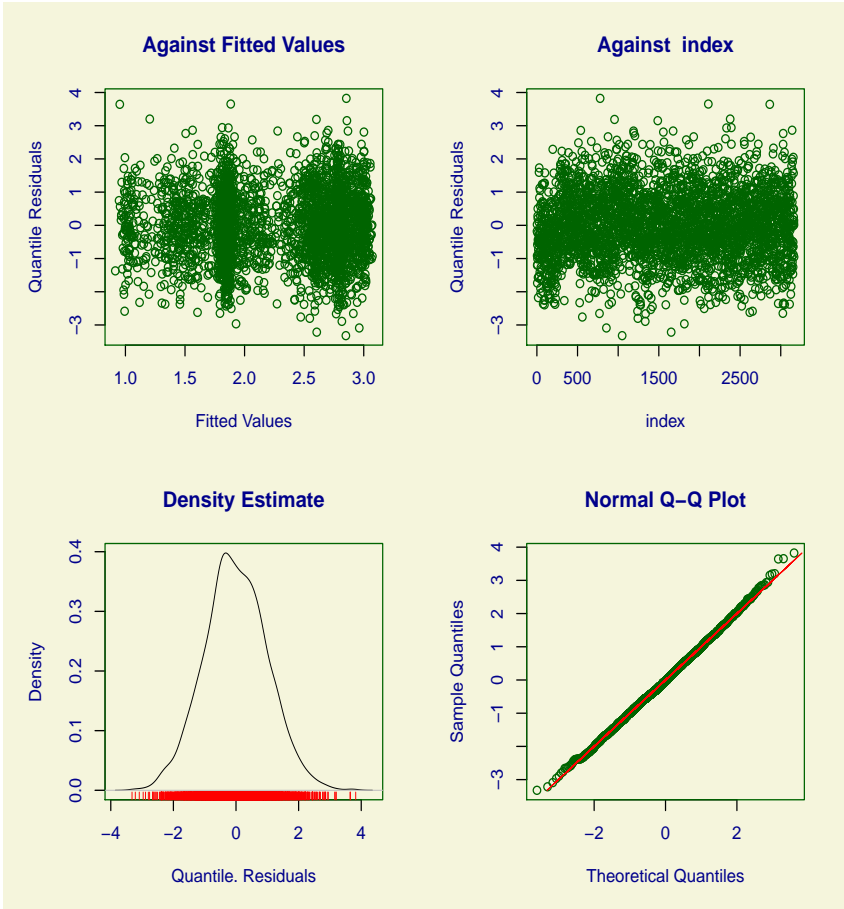 Against Fitted Values
Quantile Residuals
4
3
2
1
0
−1
−3
1.0 1.5 2.0 2.5 3.0
Fitted Values
Against index
Quantile Residuals
4
3
2
1
0
−1
−3
0 500 1500 2500
index
Density Estimate
Density
0.4
0.3
0.2
0.1
0.0
−4 −2 0 2 4
Quantile. Residuals
Normal Q−Q Plot
Sample Quantiles
4
3
2
1
0
−1
−3
−2 0 2
Theoretical Quantiles